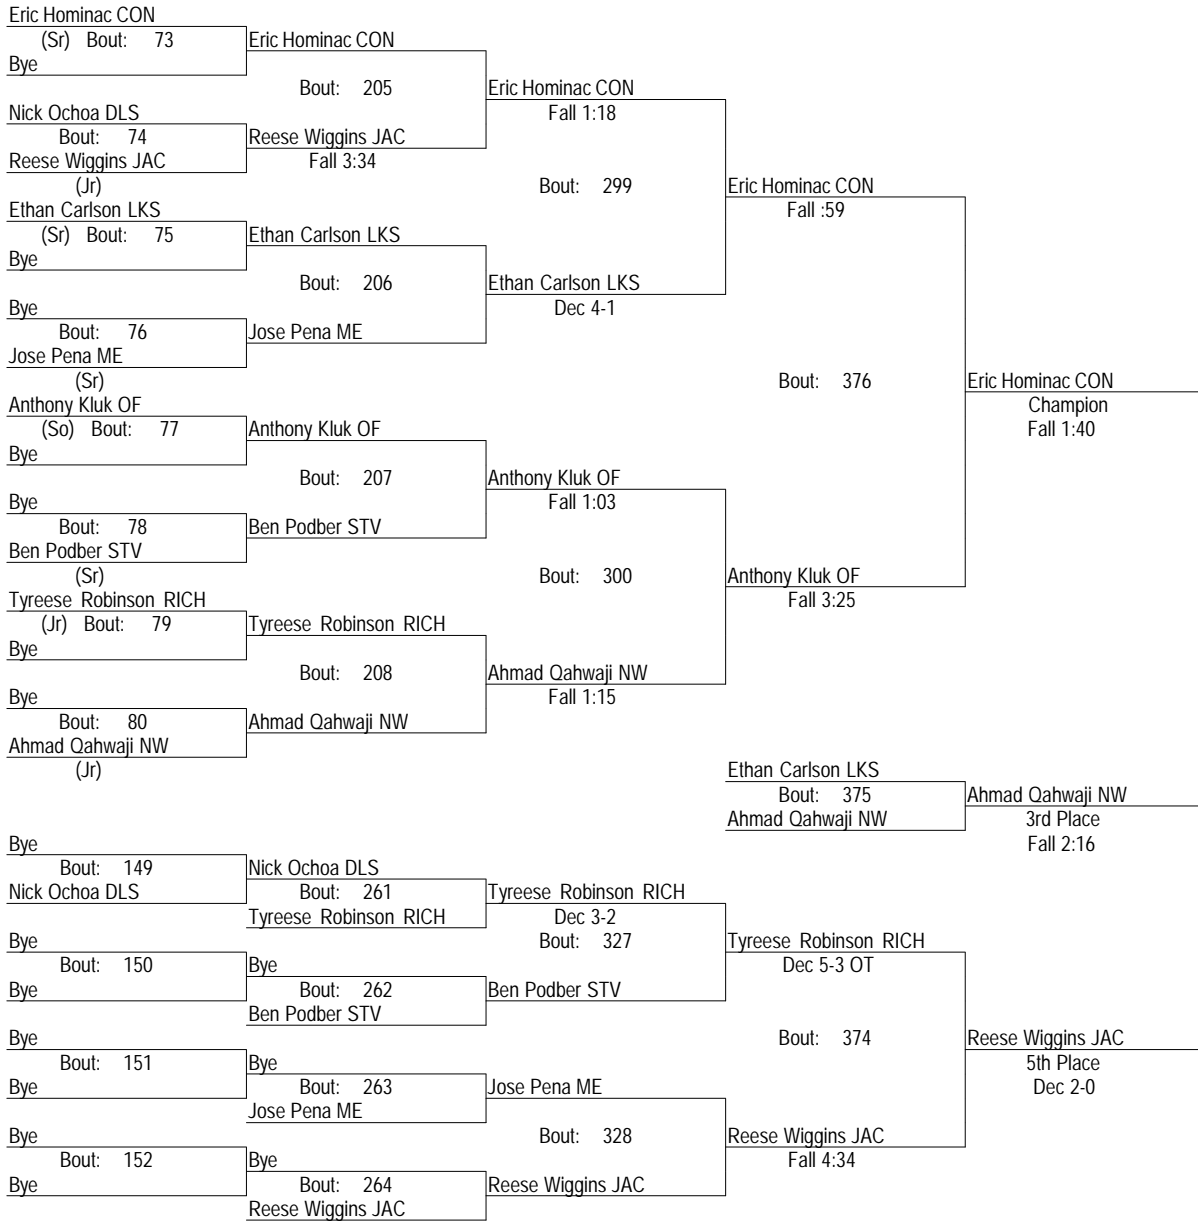 Eric Hominac CON
(Sr) Bout: 73
Eric Hominac CON
Bye
Bout: 205
Eric Hominac CON
Fall 1:18
Nick Ochoa DLS
Bout: 74
Reese Wiggins JAC
Reese Wiggins JAC
Fall 3:34
(Jr)
Bout: 299
Eric Hominac CON
Fall :59
Ethan Carlson LKS
(Sr) Bout: 75
Ethan Carlson LKS
Bye
Bout: 206
Ethan Carlson LKS
Dec 4-1
Bye
Bout: 76
Jose Pena ME
Jose Pena ME
(Sr)
Bout: 376
Eric Hominac CON
Champion
Fall 1:40
Anthony Kluk OF
(So) Bout: 77
Anthony Kluk OF
Bye
Bout: 207
Anthony Kluk OF
Fall 1:03
Bye
Bout: 78
Ben Podber STV
Ben Podber STV
(Sr)
Bout: 300
Anthony Kluk OF
Fall 3:25
Tyreese Robinson RICH
(Jr) Bout: 79
Tyreese Robinson RICH
Bye
Bout: 208
Ahmad Qahwaji NW
Fall 1:15
Bye
Bout: 80
Ahmad Qahwaji NW
Ahmad Qahwaji NW
(Jr)
Ethan Carlson LKS
Bout: 375
Ahmad Qahwaji NW
Ahmad Qahwaji NW
3rd Place
Fall 2:16
Bye
Bout: 149
Nick Ochoa DLS
Nick Ochoa DLS
Bout: 261
Tyreese Robinson RICH
Tyreese Robinson RICH
Dec 3-2
Bye
Bout: 327
Tyreese Robinson RICH
Dec 5-3 OT
Bout: 150
Bye
Bye
Bout: 262
Ben Podber STV
Ben Podber STV
Bye
Bout: 374
Reese Wiggins JAC
5th Place
Dec 2-0
Bout: 151
Bye
Bye
Bout: 263
Jose Pena ME
Jose Pena ME
Bye
Bout: 328
Reese Wiggins JAC
Fall 4:34
Bout: 152
Bye
Bye
Bout: 264
Reese Wiggins JAC
Reese Wiggins JAC